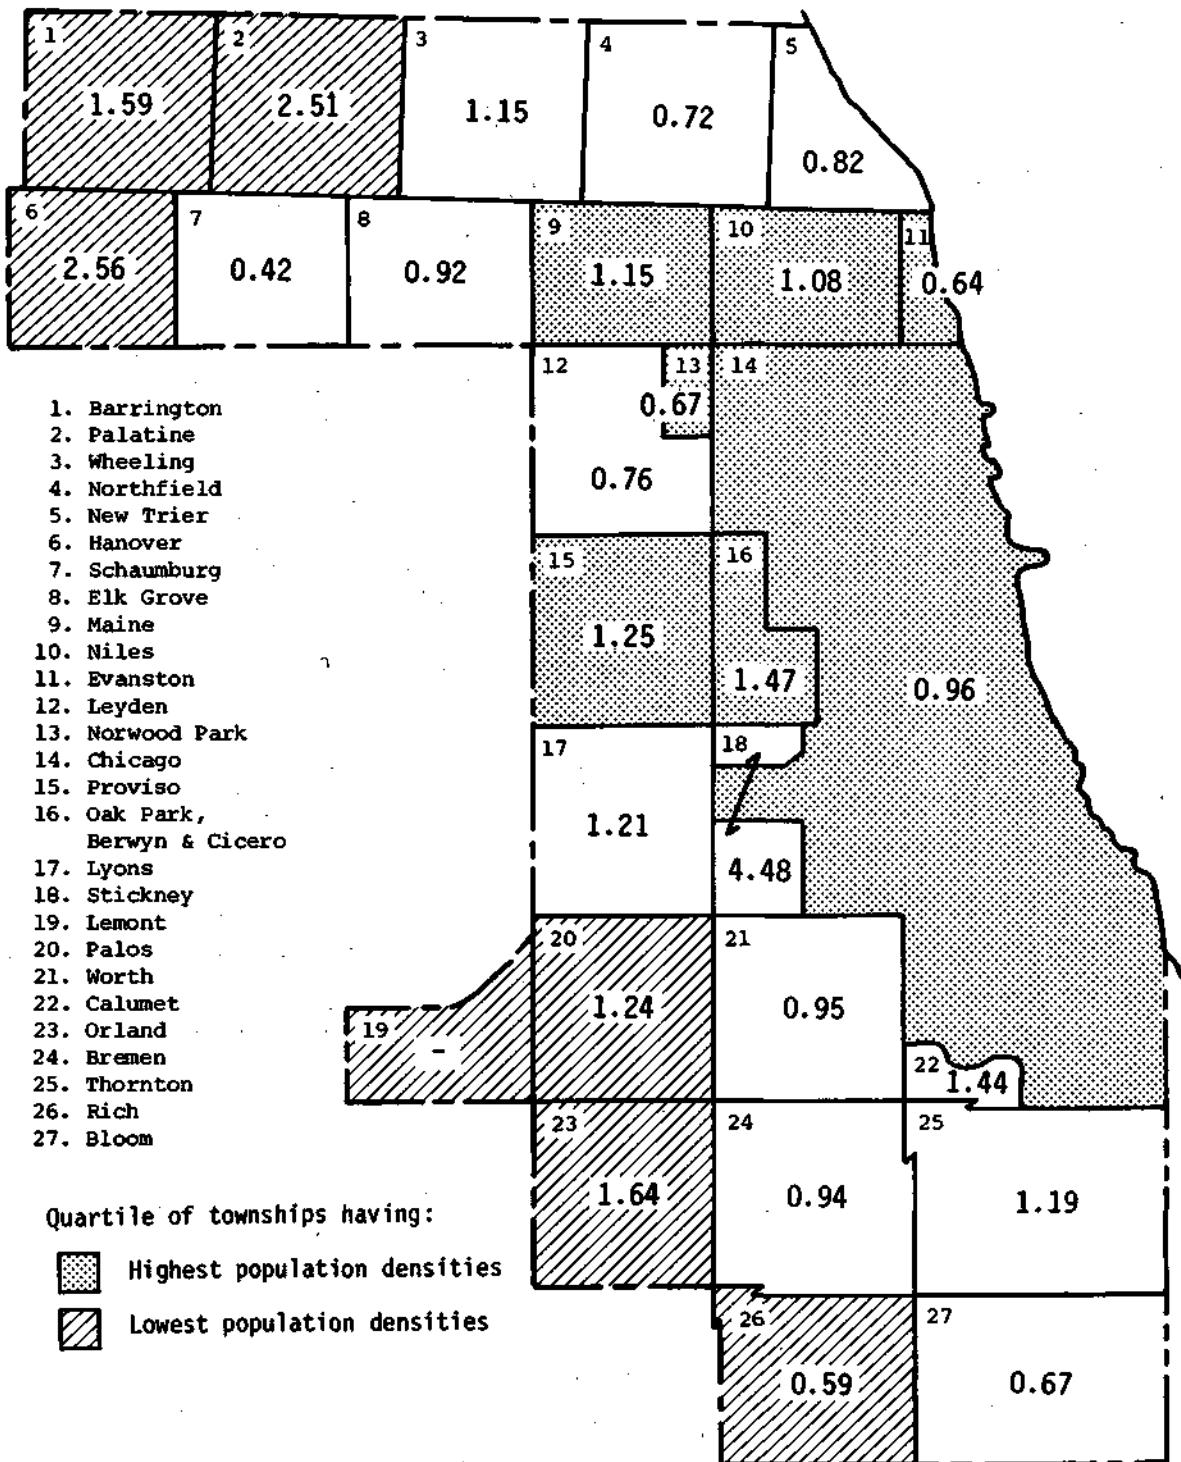 1 2 3 4 5
1.59 2.51 1.15 0.72
0.82
6 7 8 9 10 11
2.56 0.42 0.92 1.15 1.08 0.64
12 13 14
0.67
0.76
1. Barrington
2. Palatine
3. Wheeling
4. Northfield
5. New Trier
6. Hanover
7. Schaumburg
8. Elk Grove
9. Maine
10. Niles
11. Evanston
12. Leyden
13. Norwood Park
14. Chicago
15. Proviso
16. Oak Park,
Berwyn & Cicero
17. Lyons
18. Stickney
19. Lemont
20. Palos
21. Worth
22. Calumet
23. Orland
24. Bremen
25. Thornton
26. Rich
27. Bloom
15 16
1.25
1.47 0.96
17 18
1.21
4.48
20 21
1.24 0.95
19 -
22
1.44
23 24 25
1.64 0.94 1.19
26 27
0.59 0.67
Quartile of townships having:
Highest population densities
Lowest population densities